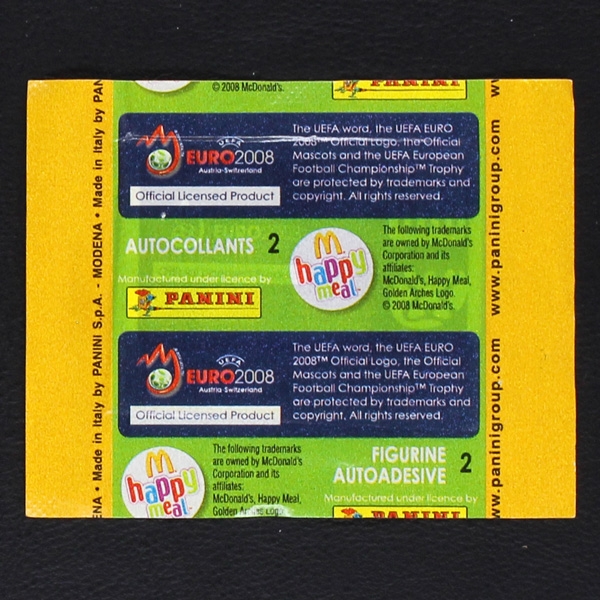 © 2008 McDonald's.
PANINI
UEFA
EURO2008
Austria-Switzerland
Official Licensed Product
The UEFA word, the UEFA EURO
2008™ Official Logo, the Official
Mascots and the UEFA European
Football Championship™ Trophy
are protected by trademarks and
copyright. All rights reserved.
AUTOCOLLANTS 2
Manufactured under licence by
PANINI
happy
meal™
The following trademarks
are owned by McDonald's
Corporation and its
affiliates:
McDonald's, Happy Meal,
Golden Arches Logo.
© 2008 McDonald's.
UEFA
EURO2008
Austria-Switzerland
Official Licensed Product
The UEFA word, the UEFA EURO
2008™ Official Logo, the Official
Mascots and the UEFA European
Football Championship™ Trophy
are protected by trademarks and
copyright. All rights reserved.
happy
meal
The following trademarks
are owned by McDonald's
Corporation and its
affiliates:
McDonald's, Happy Meal,
Golden Arches Logo.
FIGURINE
AUTOADESIVE 2
Manufactured under licence by
PANINI
ENA • Made in Italy by PANINI S.p.A. - MODENA • Made in Italy by PAN
www.paninigroup.com
www.paninigroup.com